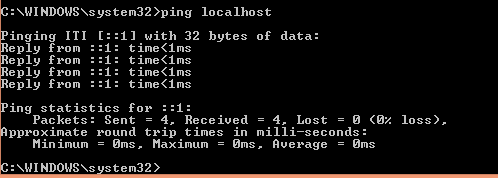 C:\WINDOWS\system32>ping localhost
Pinging ITI [::1] with 32 bytes of data:
Reply from ::1: time<1ms
Reply from ::1: time<1ms
Reply from ::1: time<1ms
Reply from ::1: time<1ms
Ping statistics for ::1:
    Packets: Sent = 4, Received = 4, Lost = 0 (0% loss),
Approximate round trip times in milli-seconds:
    Minimum = 0ms, Maximum = 0ms, Average = 0ms
C:\WINDOWS\system32>